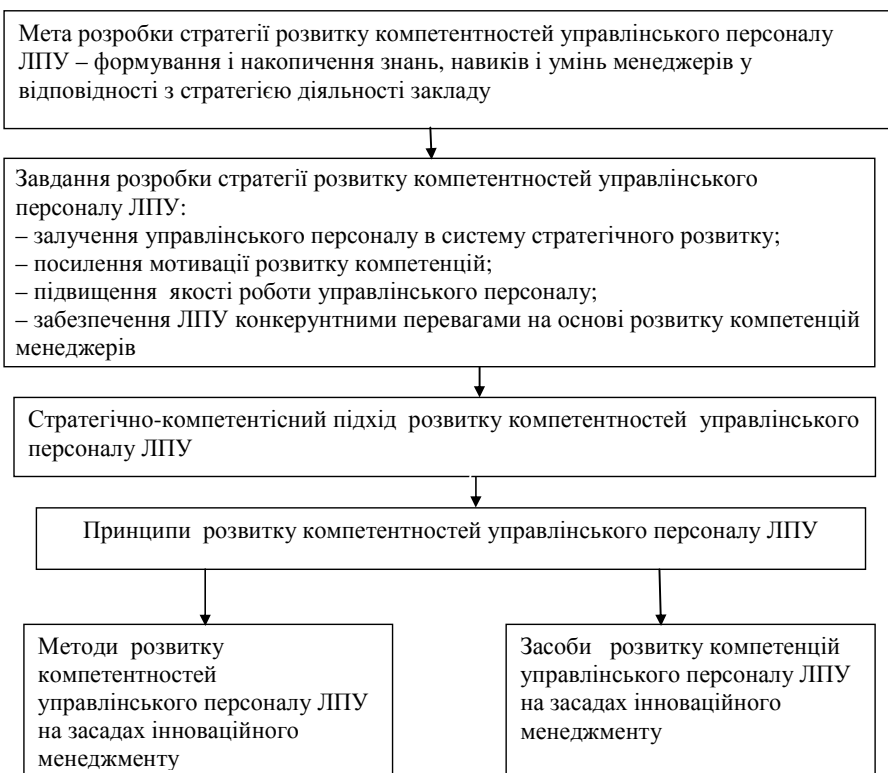 Мета розробки стратегії розвитку компетентностей управлінського персоналу
ЛПУ – формування і накопичення знань, навиків і умінь менеджерів у
відповідності з стратегією діяльності закладу
Завдання розробки стратегії розвитку компетентностей управлінського
персоналу ЛПУ:
– залучення управлінського персоналу в систему стратегічного розвитку;
– посилення мотивації розвитку компетенцій;
– підвищення якості роботи управлінського персоналу;
– забезпечення ЛПУ конкерунтними перевагами на основі розвитку компетенцій
менеджерів
Стратегічно-компетентісний підхід розвитку компетентностей управлінського
персоналу ЛПУ
Принципи розвитку компетентностей управлінського персоналу ЛПУ
Методи розвитку
компетентностей
управлінського персоналу ЛПУ
на засадах інноваційного
менеджменту
Засоби розвитку компетенцій
управлінського персоналу ЛПУ
на засадах інноваційного
менеджменту